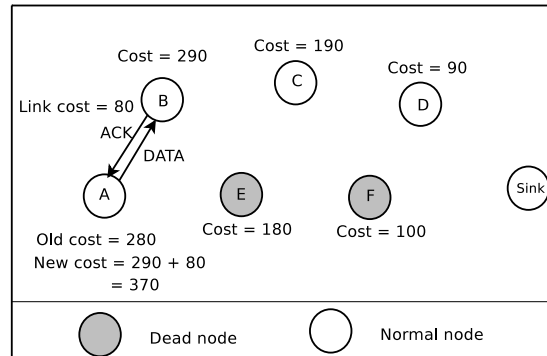 Cost = 190
Cost = 290
C
Cost = 90
B
D
Link cost = 80
ACK
DATA
A
E
F
Sink
Cost = 180
Cost = 100
Old cost = 280
New cost = 290 + 80
= 370
Dead node
Normal node